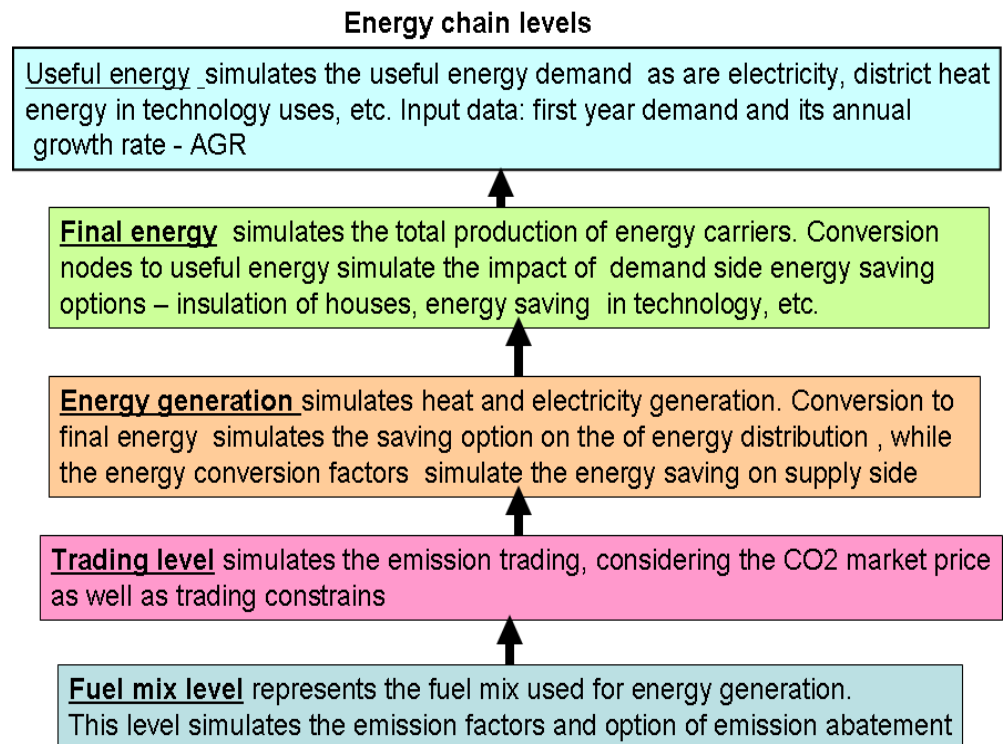 Energy chain levels
Useful energy simulates the useful energy demand as are electricity, district heat
energy in technology uses, etc. Input data: first year demand and its annual
growth rate - AGR
Final energy simulates the total production of energy carriers. Conversion
nodes to useful energy simulate the impact of demand side energy saving
options – insulation of houses, energy saving in technology, etc.
Energy generation simulates heat and electricity generation. Conversion to
final energy simulates the saving option on the of energy distribution , while
the energy conversion factors simulate the energy saving on supply side
Trading level simulates the emission trading, considering the CO2 market price
as well as trading constrains
Fuel mix level represents the fuel mix used for energy generation.
This level simulates the emission factors and option of emission abatement